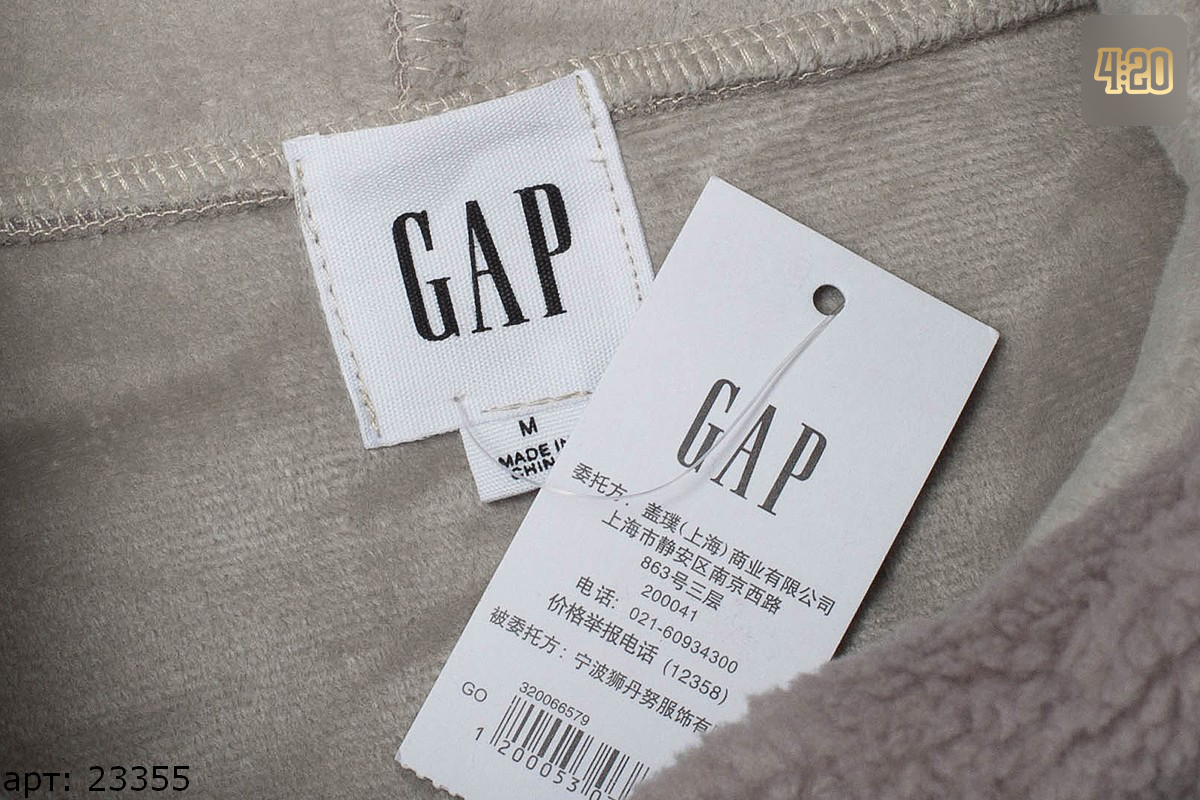 4:20
GAP
M
MADE IN
CHIN
GAP
委托方: 盖璞(上海)商业有限公司
上海市静安区南京西路
863号三层
200041
电话: 021-60934300
价格举报电话 (12358)
被委托方: 宁波狮丹努服饰有
GO 320066579
1 200053 0
арт: 23355